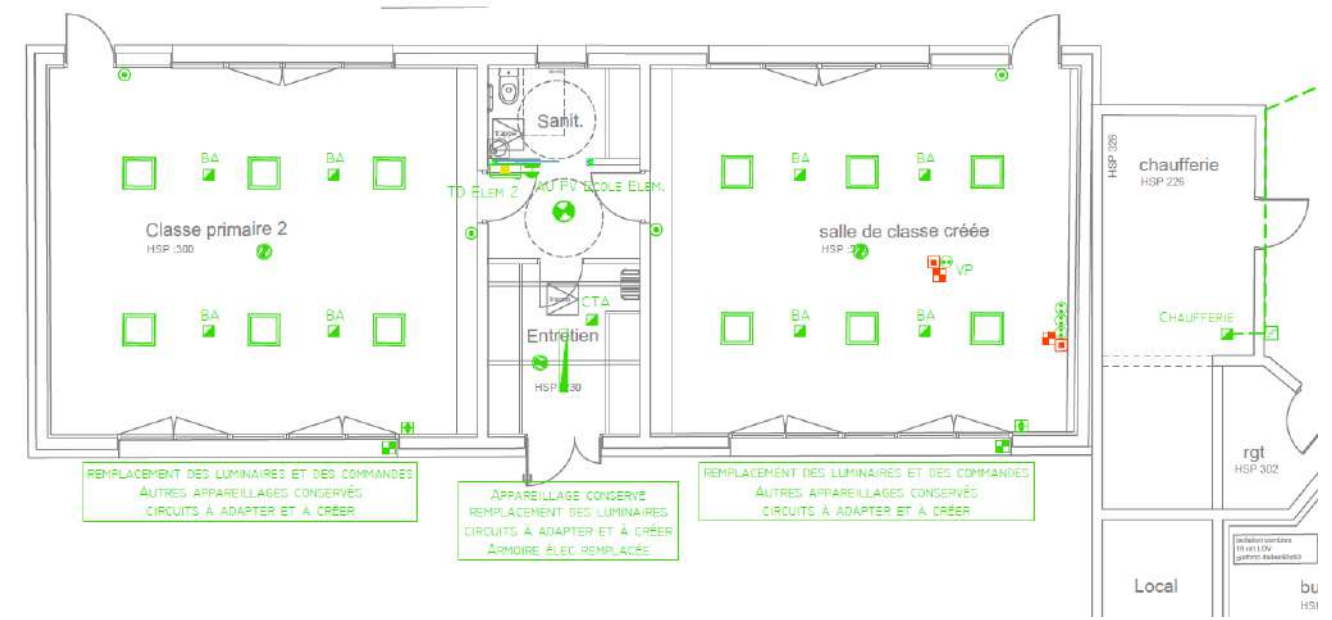 Sanit.
HSP 326
chaufferie
HSP 226
BA
BA
BA
BA
TD ELEM 2
AU PV ECOLE ELEM.
Classe primaire 2
HSP :300
salle de classe créée
VP
CTA
BA
BA
BA
BA
CHAUFFERIE
Entretien
rgt
HSP 302
REMPLACEMENT DES LUMINAIRES ET DES COMMANDES
AUTRES APPAREILLAGES CONSERVÉS
CIRCUITS À ADAPTER ET À CRÉER
APPAREILLAGE CONSERVE
REMPLACEMENT DES LUMINAIRES
CIRCUITS À ADAPTER ET À CRÉER
ARMOIRE ÉLEC REMPLACÉE
REMPLACEMENT DES LUMINAIRES ET DES COMMANDES
AUTRES APPAREILLAGES CONSERVÉS
CIRCUITS À ADAPTER ET À CRÉER
Local